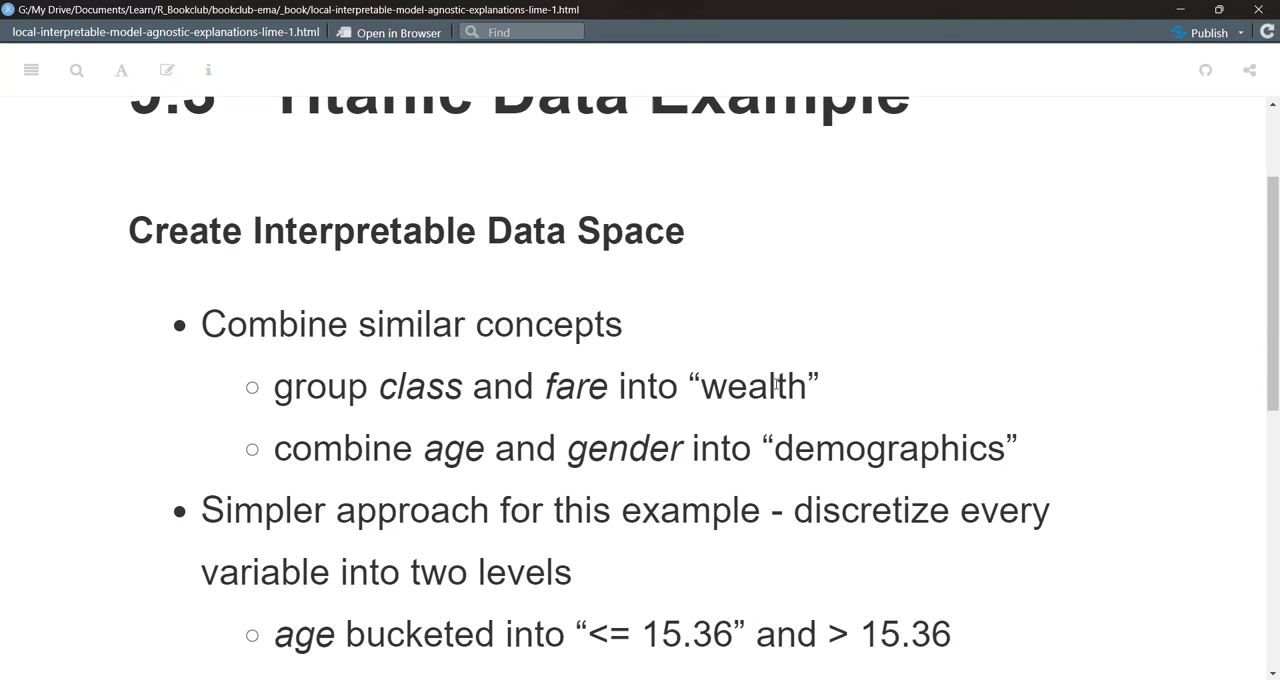 G:/My Drive/Documents/Learn/R_Bookclub/bookclub-ema/_book/local-interpretable-model-agnostic-explanations-lime-1.html
local-interpretable-model-agnostic-explanations-lime-1.html Open in Browser Find Publish
Titanic Data Example
Create Interpretable Data Space
• Combine similar concepts
○ group class and fare into “wealth”
○ combine age and gender into “demographics”
• Simpler approach for this example - discretize every
variable into two levels
○ age bucketed into “<= 15.36” and > 15.36